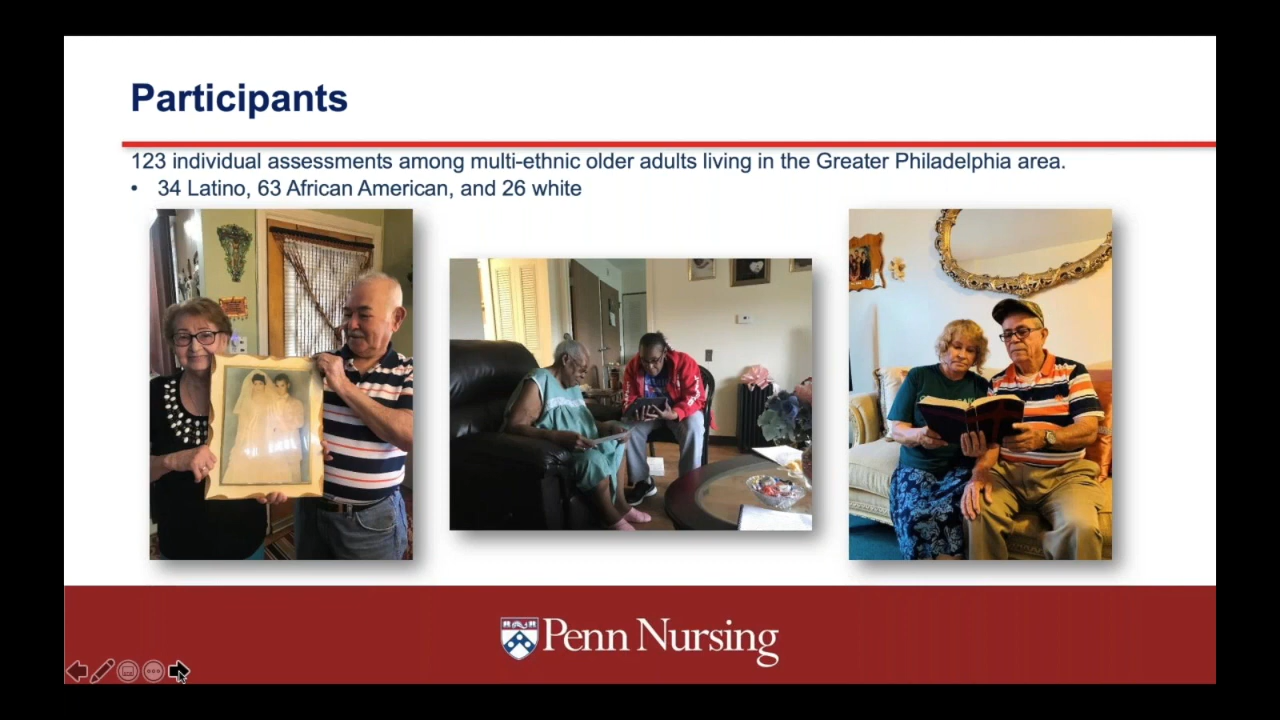 Participants
123 individual assessments among multi-ethnic older adults living in the Greater Philadelphia area.
• 34 Latino, 63 African American, and 26 white
Penn Nursing